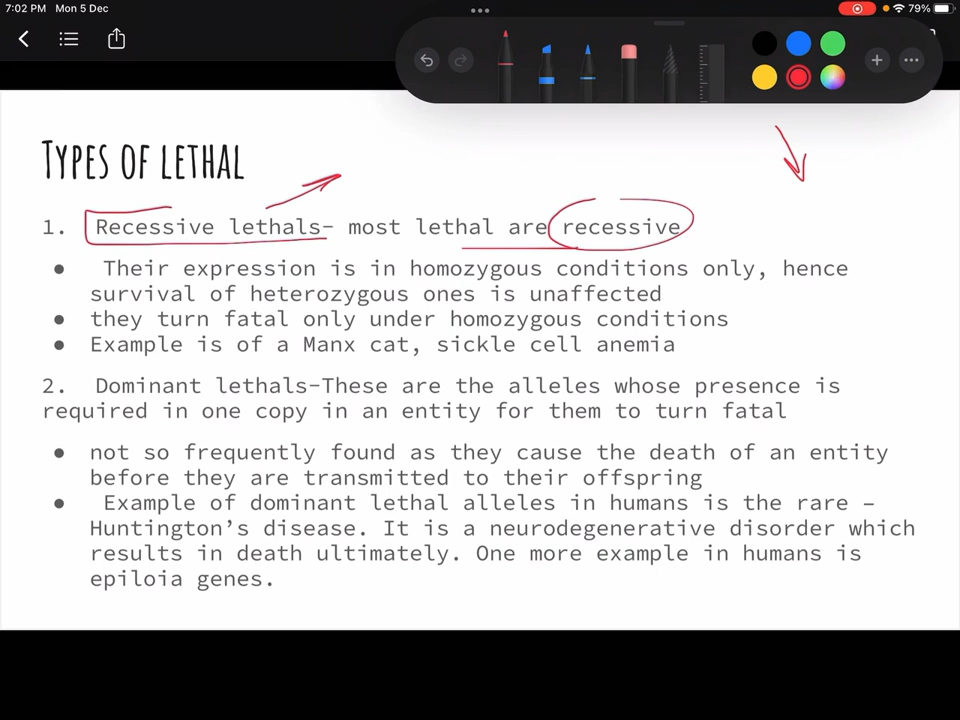 7:02 PM Mon 5 Dec
79%
Types of lethal
1. Recessive lethals- most lethal are recessive
● Their expression is in homozygous conditions only, hence
survival of heterozygous ones is unaffected
● they turn fatal only under homozygous conditions
● Example is of a Manx cat, sickle cell anemia
2. Dominant lethals-These are the alleles whose presence is
required in one copy in an entity for them to turn fatal
● not so frequently found as they cause the death of an entity
before they are transmitted to their offspring
● Example of dominant lethal alleles in humans is the rare –
Huntington’s disease. It is a neurodegenerative disorder which
results in death ultimately. One more example in humans is
epiloia genes.